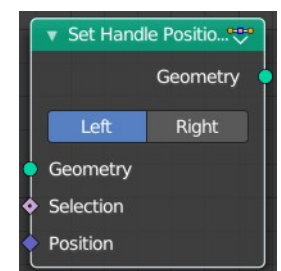 Set Handle Positio...
Geometry
Left Right
Geometry
Selection
Position